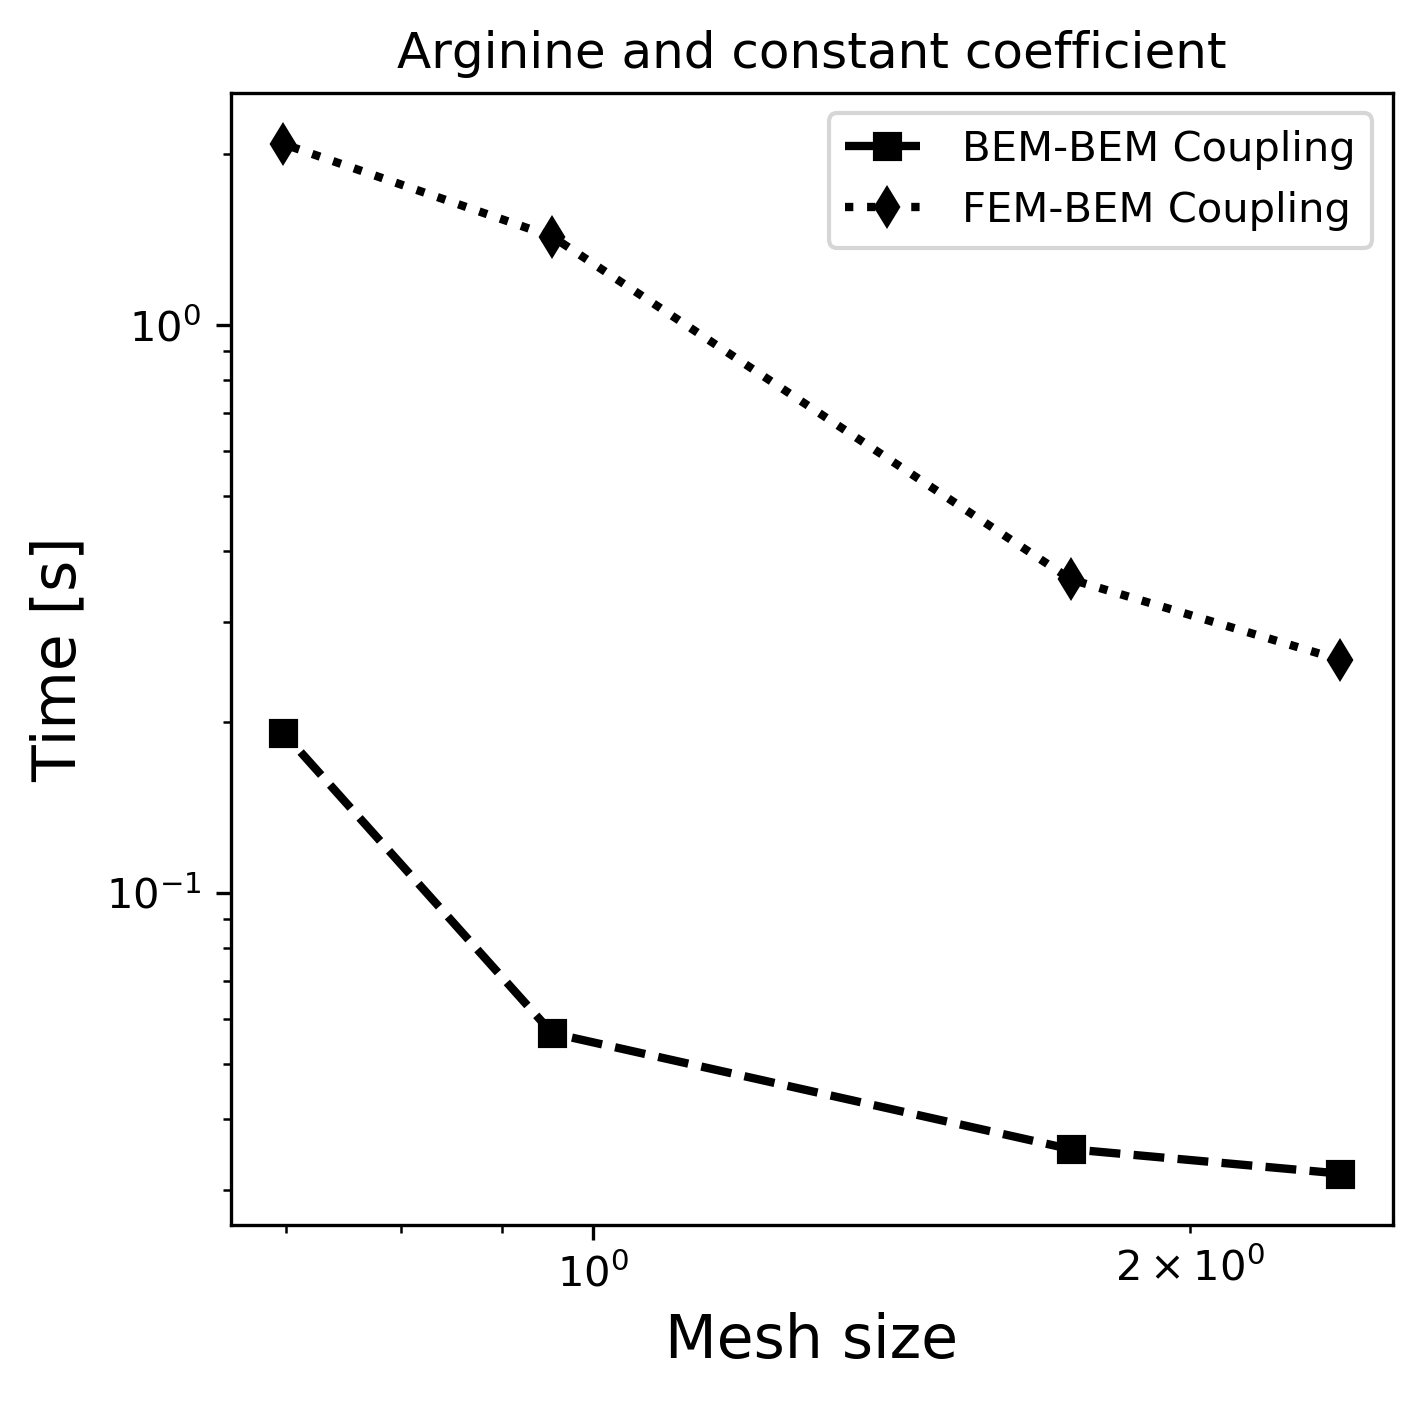 Arginine and constant coefficient
BEM-BEM Coupling
FEM-BEM Coupling
Time [s]
10⁰
10⁻¹
10⁰
2 × 10⁰
Mesh size